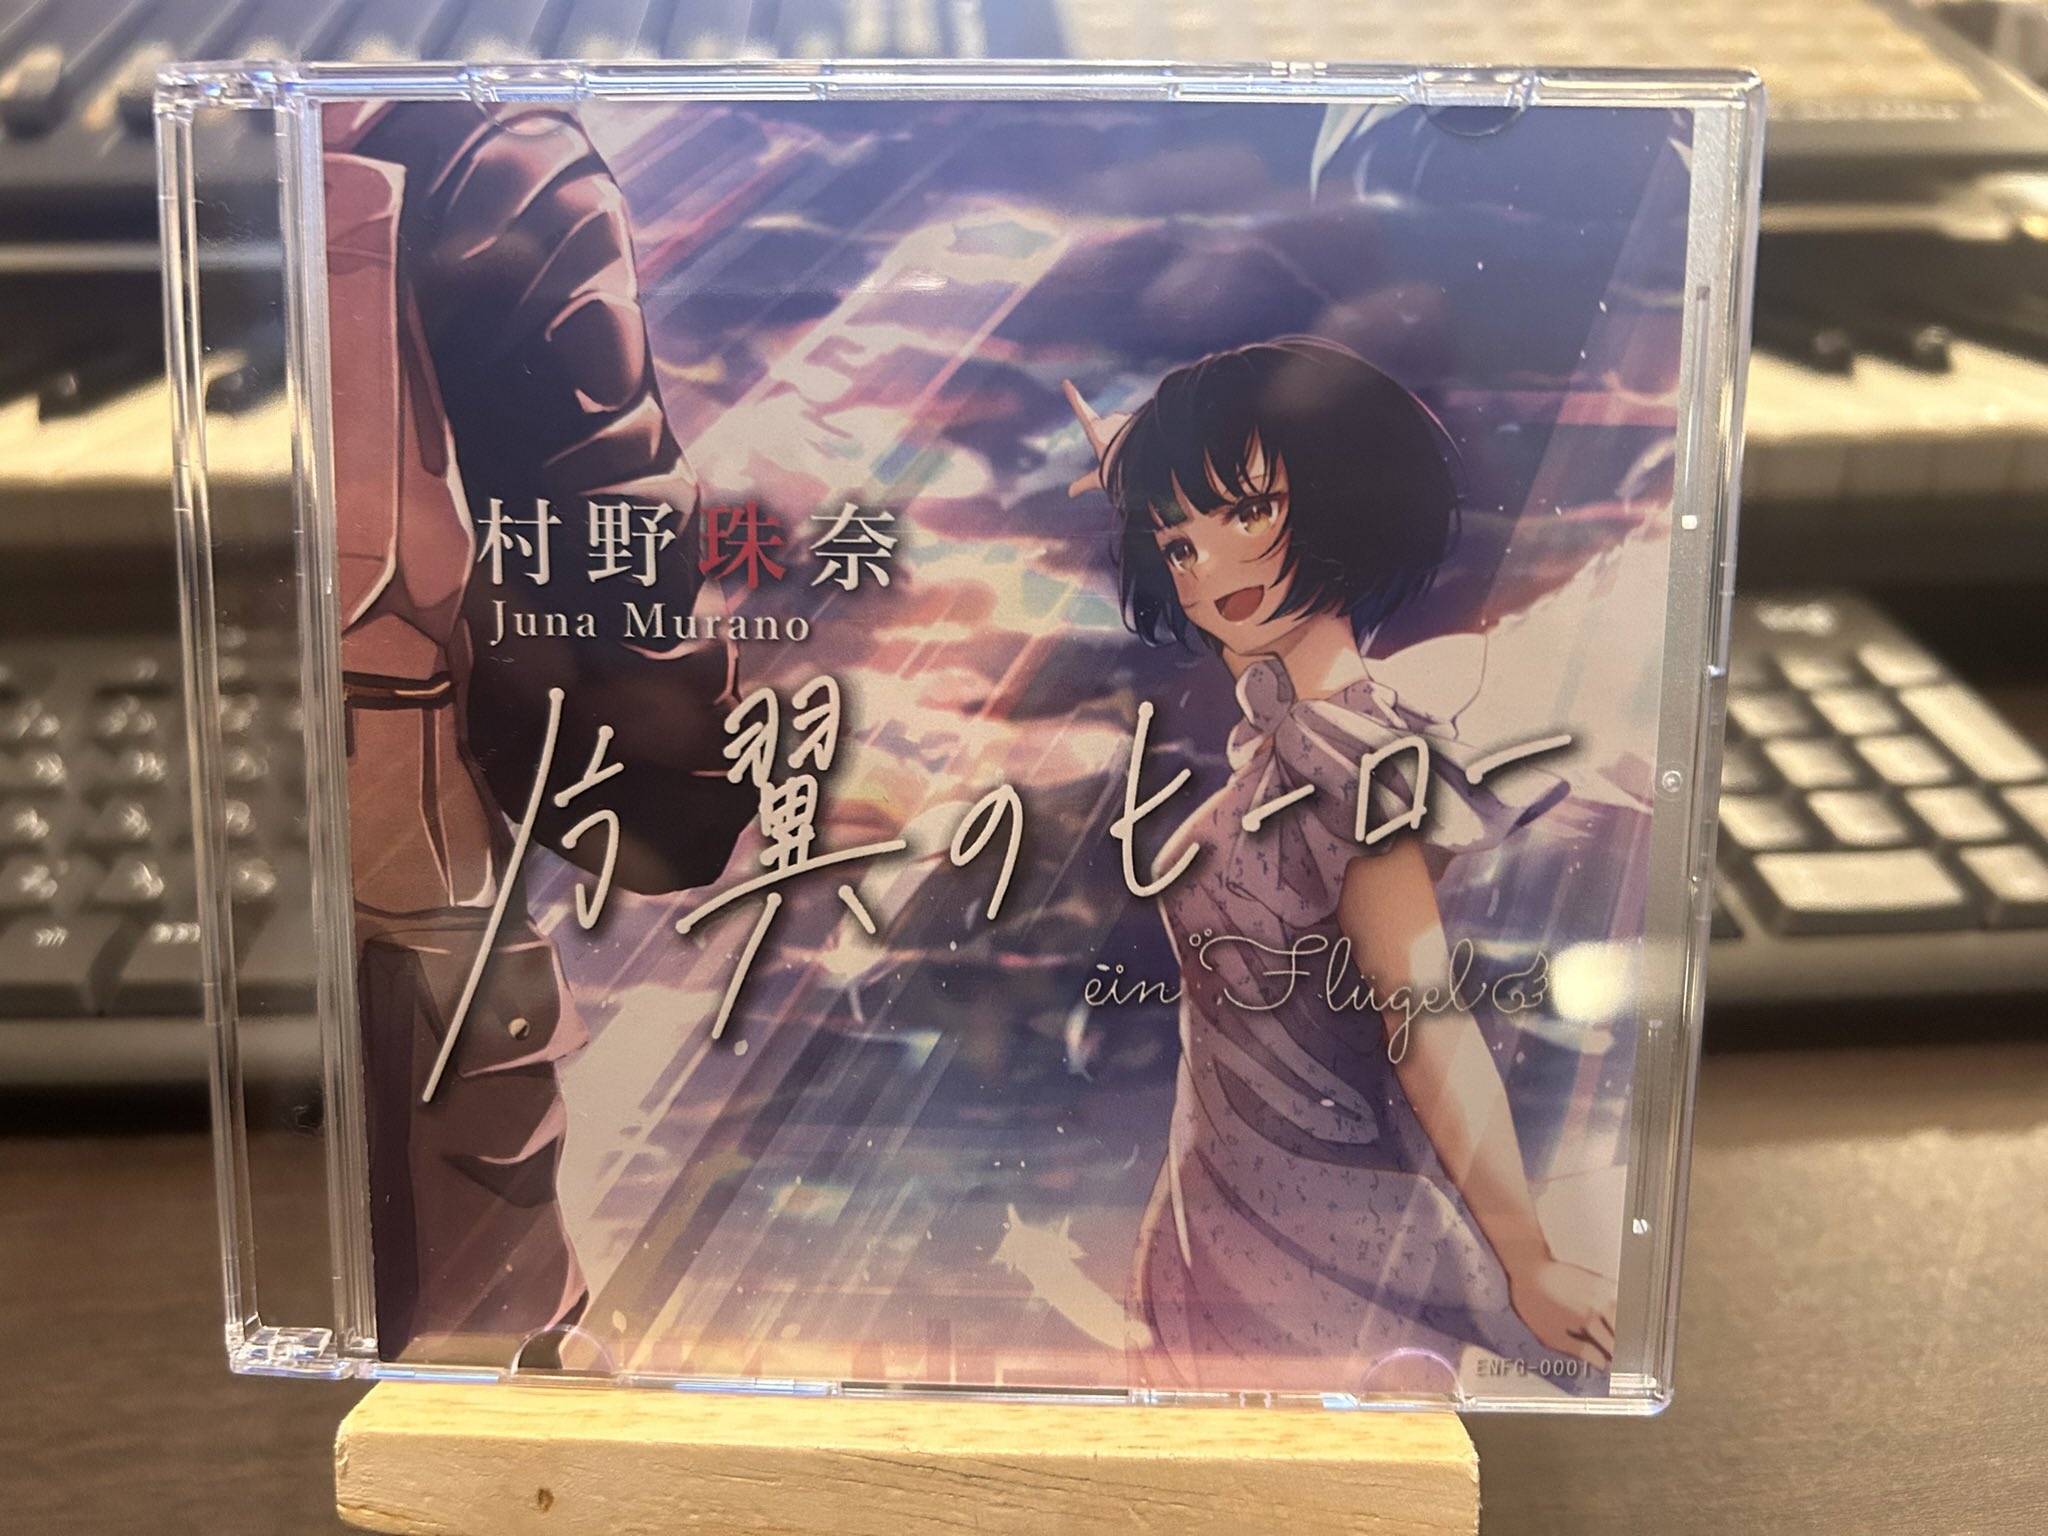 村野珠奈
Juna Murano
片翼のヒーロー
ein Flügel
ENFG-0001